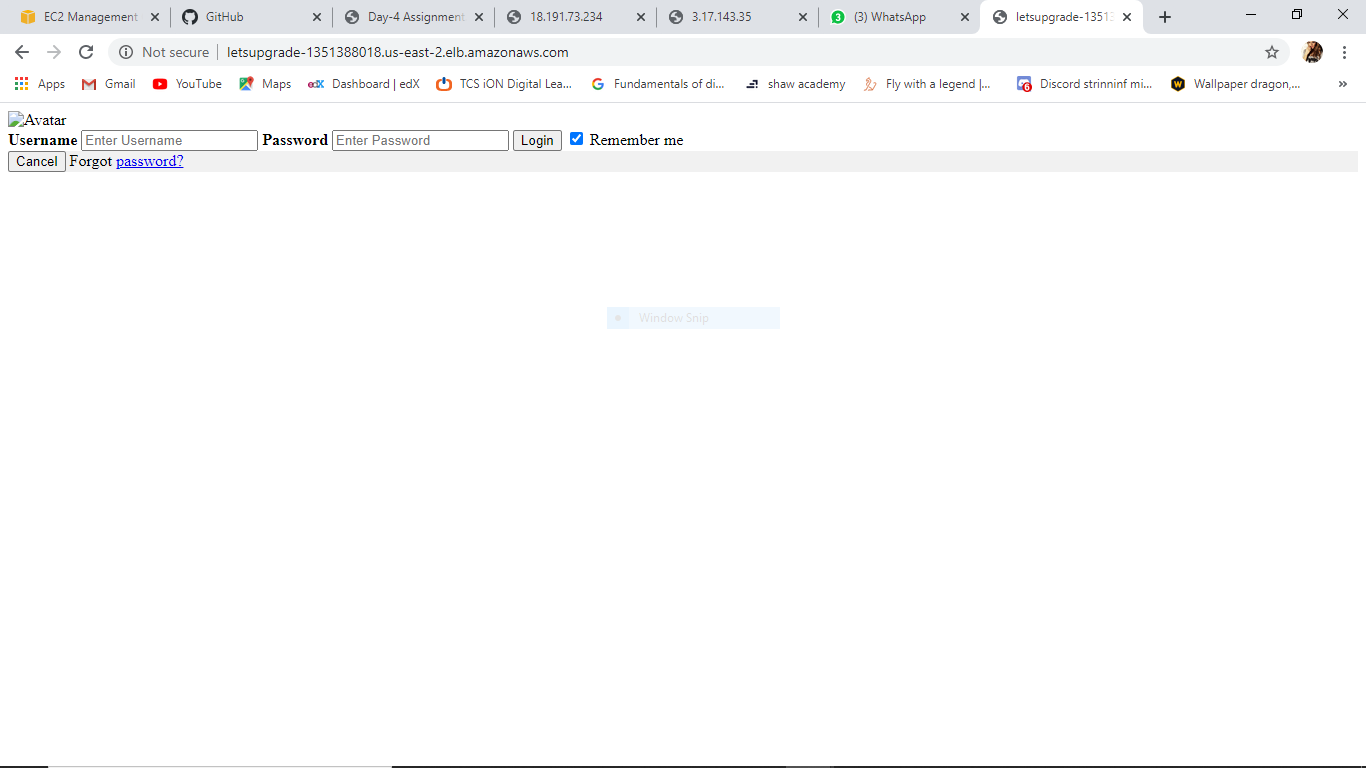 EC2 Management
GitHub
Day-4 Assignment
18.191.73.234
3.17.143.35
(3) WhatsApp
letsupgrade-1351
Not secure letsupgrade-1351388018.us-east-2.elb.amazonaws.com
Apps Gmail YouTube Maps edX Dashboard | edX TCS iON Digital Lea... Fundamentals of di... shaw academy Fly with a legend |... Discord strinninf mi... Wallpaper dragon,... »
Avatar
Username Enter Username Password Enter Password Login Remember me
Cancel Forgot password?
Window Snip